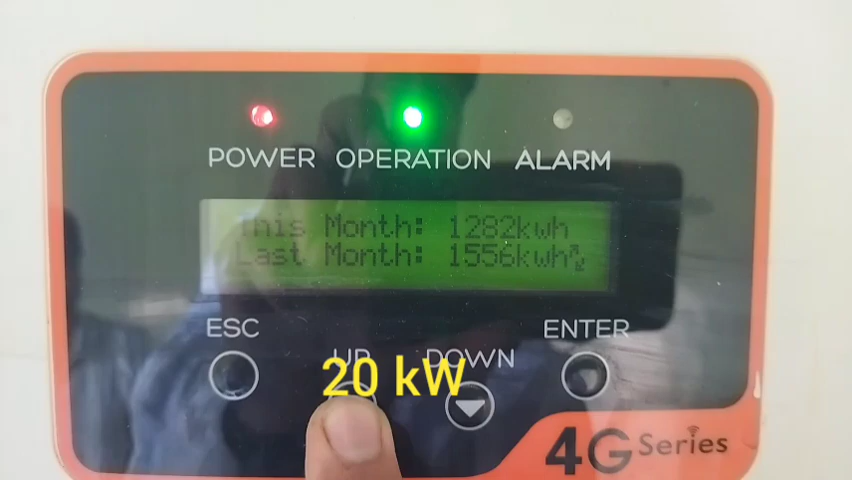 POWER OPERATION ALARM
This Month: 1282kwh
Last Month: 1556kwh
ESC UP DOWN ENTER
20 kW
4G Series